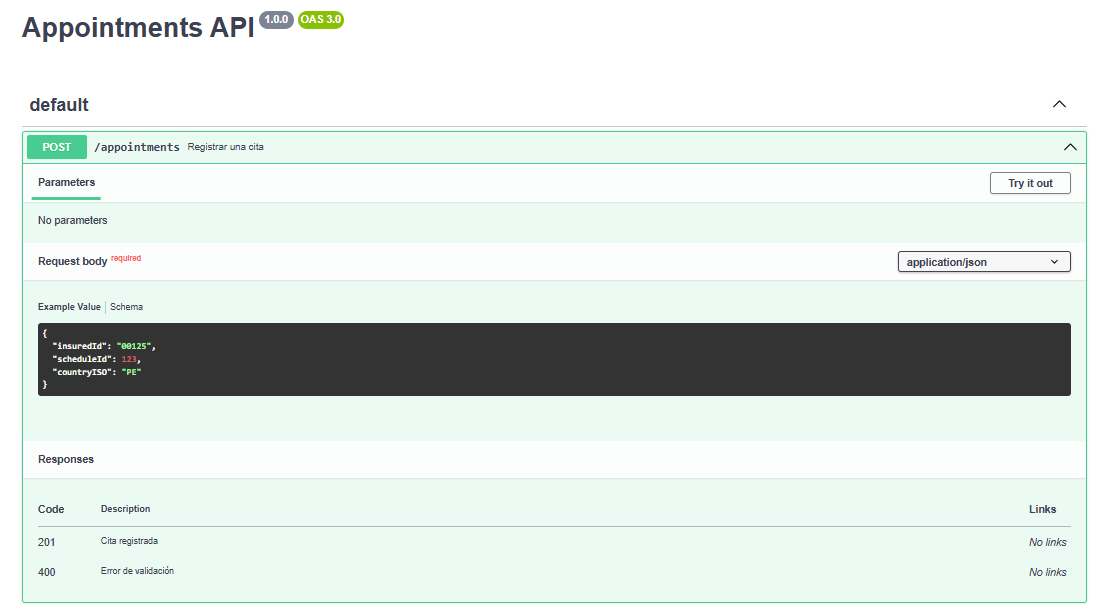 Appointments API 1.0.0 OAS 3.0
default
POST /appointments Registrar una cita
Parameters Try it out
No parameters
Request body required application/json
Example Value Schema
{
"insuredId": "00125",
"scheduleId": 123,
"countryISO": "PE"
}
Responses
Code Description Links
201 Cita registrada No links
400 Error de validación No links